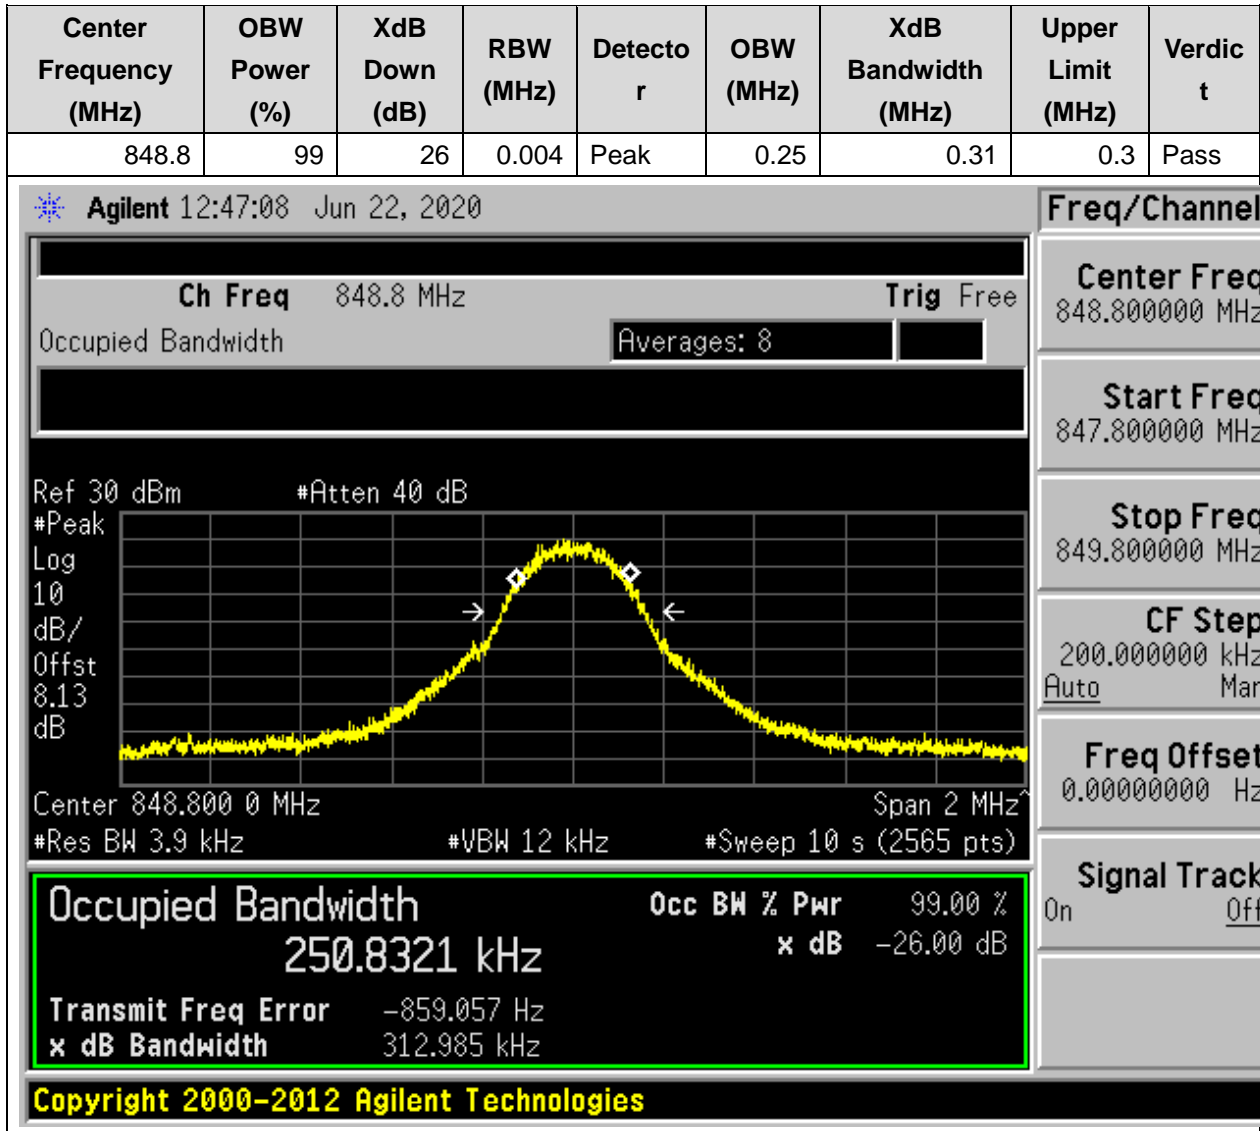 Center Frequency (MHz) OBW Power (%) XdB Down (dB) RBW (MHz) Detector OBW (MHz) XdB Bandwidth (MHz) Upper Limit (MHz) Verdict
848.8 99 26 0.004 Peak 0.25 0.31 0.3 Pass
Agilent 12:47:08 Jun 22, 2020
Freq/Channel
Ch Freq 848.8 MHz Trig Free
Occupied Bandwidth Averages: 8
Ref 30 dBm #Atten 40 dB
#Peak
Log
10
dB/
Offst
8.13
dB
Center 848.800 0 MHz Span 2 MHz^
#Res BW 3.9 kHz #VBW 12 kHz #Sweep 10 s (2565 pts)
Occupied Bandwidth Occ BW % Pwr 99.00 %
250.8321 kHz x dB -26.00 dB
Transmit Freq Error -859.057 Hz
x dB Bandwidth 312.985 kHz
Center Freq
848.800000 MHz
Start Freq
847.800000 MHz
Stop Freq
849.800000 MHz
CF Step
200.000000 kHz
Auto Man
Freq Offset
0.00000000 Hz
Signal Track
On Off
Copyright 2000-2012 Agilent Technologies